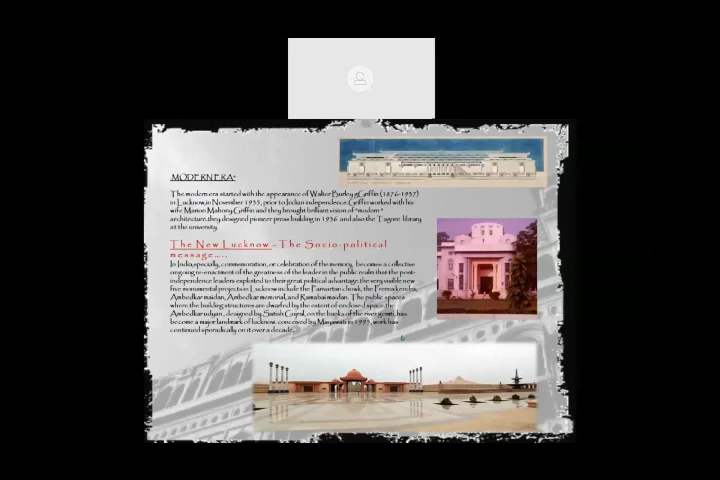 MODERN ERA"
The modern era started with the appearance of Walter Burley gGriffin (1876-1937)
in Lucknow,in November 1935, prior to Indian independence.Griffin worked with his
wife Marion Mahony Griffin and they brought brilliant vision of "modern "
architecture.they designed pioneer press building in 1936 and also the Tagore library
at the university.
The New Lucknow – The Socio-political
message.....
In India,specially, commemoration, or celebration of the memory, becomes a collective
ongoing re-enactment of the greatness of the leader in the public realm that the post-
independence leaders exploited to their great political advantage.the very visible new
five monumental projects in Lucknow include the Parivartan chowk, the Prerna kendra,
Ambedkar maidan, Ambedkar memorial, and Ramabai maidan. The public spaces
where the building structures are dwarfed by the extent of enclosed space.the
Ambedkar udyan , designed by Satish Gujral, on the banks of the river gomti, has
become a major landmark of lucknow. conceived by Mayawati in 1995, work has
continued sporadically on it over a decade.